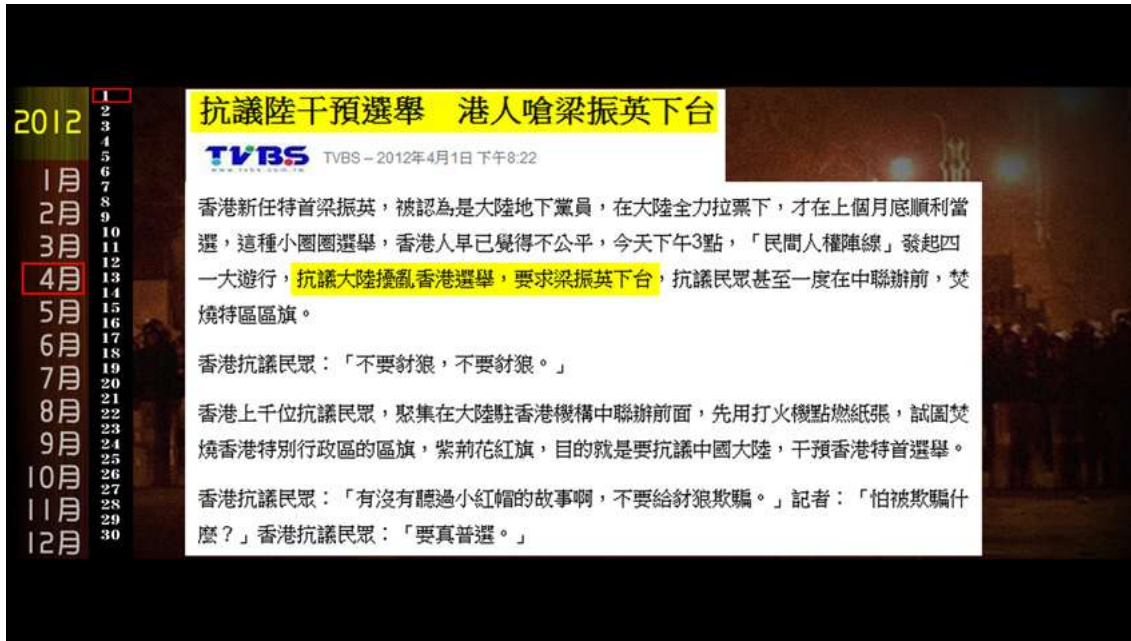 2012
1月
2月
3月
4月
5月
6月
7月
8月
9月
10月
11月
12月
1
2
3
4
5
6
7
8
9
10
11
12
13
14
15
16
17
18
19
20
21
22
23
24
25
26
27
28
29
30
抗議陸干預選舉 港人嗆梁振英下台
TVBS
www.tvbs.com.tw
TVBS – 2012年4月1日 下午8:22
香港新任特首梁振英，被認為是大陸地下黨員，在大陸全力拉票下，才在上個月底順利當
選，這種小圈圈選舉，香港人早已覺得不公平，今天下午3點，「民間人權陣線」發起四
一大遊行，抗議大陸擾亂香港選舉，要求梁振英下台，抗議民眾甚至一度在中聯辦前，焚
燒特區區旗。
香港抗議民眾：「不要豺狼，不要豺狼。」
香港上千位抗議民眾，聚集在大陸駐香港機構中聯辦前面，先用打火機點燃紙張，試圖焚
燒香港特別行政區的區旗，紫荊花紅旗，目的就是要抗議中國大陸，干預香港特首選舉。
香港抗議民眾：「有沒有聽過小紅帽的故事啊，不要給豺狼欺騙。」記者：「怕被欺騙什
麼？」香港抗議民眾：「要真普選。」